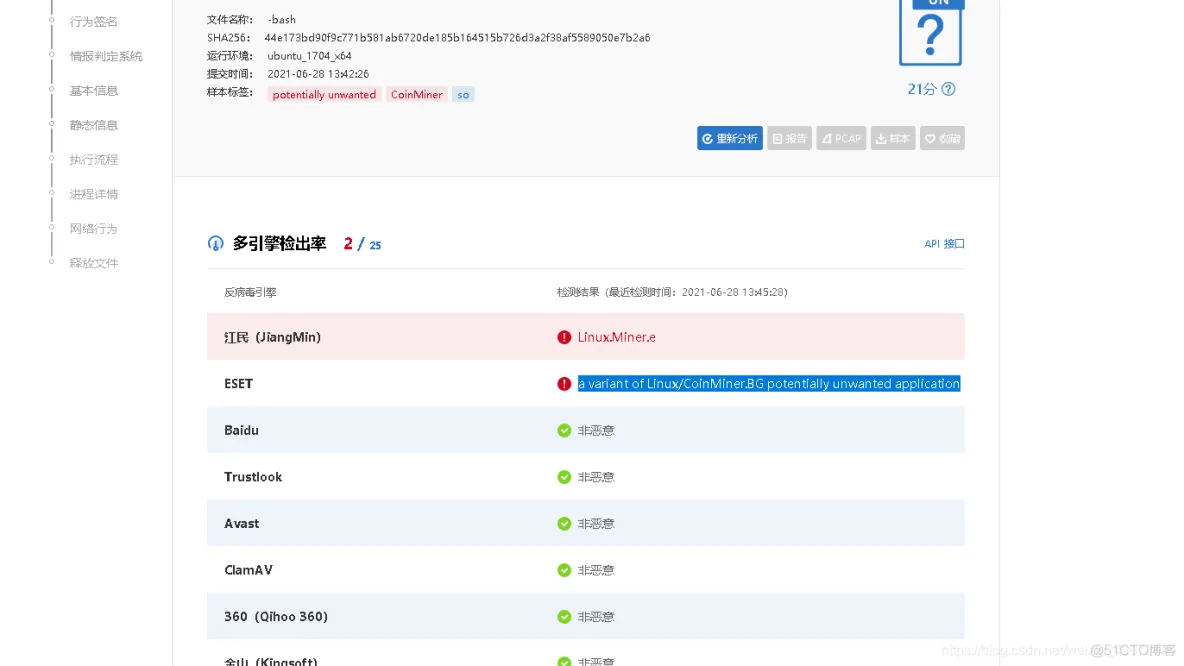 行为签名
情报判定系统
基本信息
静态信息
执行流程
进程详情
网络行为
释放文件
文件名称: -bash
SHA256: 44e173bd90f9c771b581ab6720de185b164515b726d3a2f38af5589050e7b2a6
运行环境: ubuntu_1704_x64
提交时间: 2021-06-28 13:42:26
样本标签: potentially unwanted CoinMiner so
UN
?
21分 ?
重新分析 报告 PCAP 样本 收藏
多引擎检出率 2 / 25 API 接口
反病毒引擎 检测结果 (最近检测时间: 2021-06-28 13:45:28)
江民 (JiangMin) Linux.Miner.e
ESET a variant of Linux/CoinMiner.BG potentially unwanted application
Baidu 非恶意
Trustlook 非恶意
Avast 非恶意
ClamAV 非恶意
360 (Qihoo 360) 非恶意
金山 (Kingsoft) 非恶意
@51CTO博客